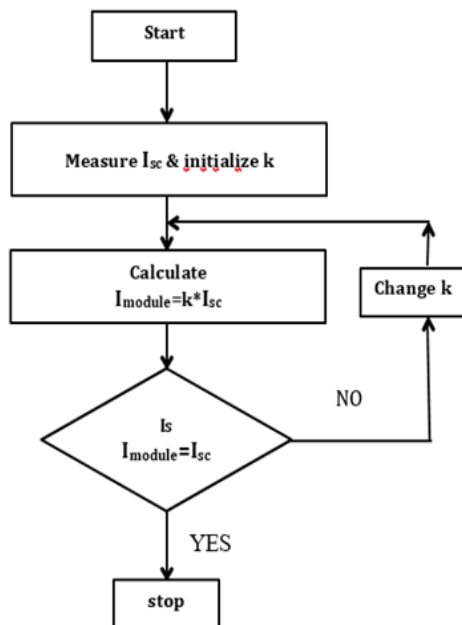 Start
Measure Isc & initialize k
Calculate
Imodule=k*Isc
Change k
Is
Imodule=Isc
NO
YES
stop